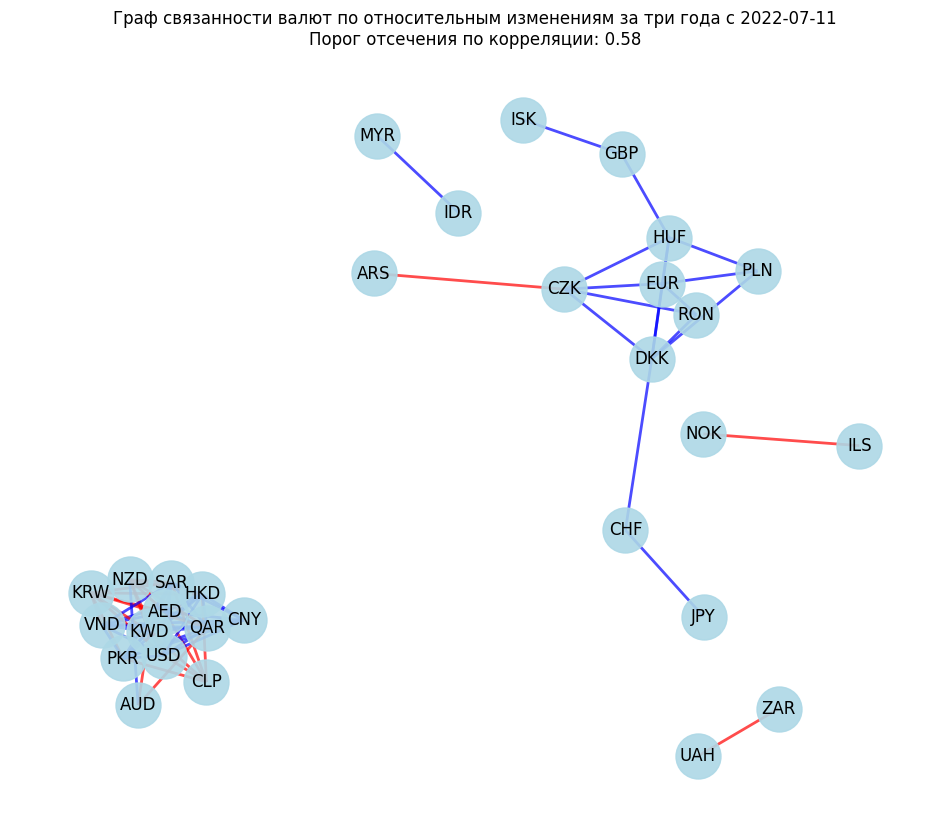 Граф связанности валют по относительным изменениям за три года с 2022-07-11
Порог отсечения по корреляции: 0.58
ISK
MYR
GBP
IDR
HUF
ARS
PLN
EUR
CZK
RON
DKK
NOK
ILS
CHF
NZD
SAR
KRW
HKD
AED
JPY
CNY
VND
QAR
KWD
PKR
USD
CLP
AUD
ZAR
UAH